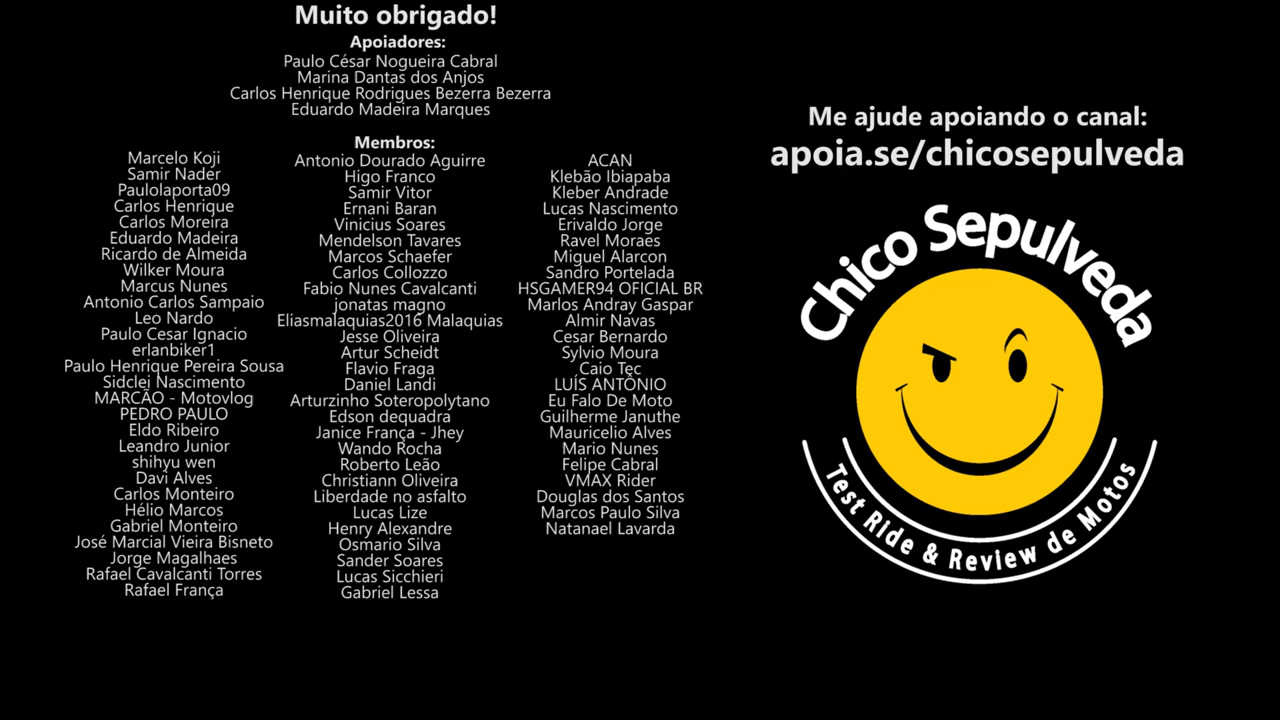 Muito obrigado!
Apoiadores:
Paulo César Nogueira Cabral
Marina Dantas dos Anjos
Carlos Henrique Rodrigues Bezerra Bezerra
Eduardo Madeira Marques
Membros:
Marcelo Koji
Samir Nader
Paulolaporta09
Carlos Henrique
Carlos Moreira
Eduardo Madeira
Ricardo de Almeida
Wilker Moura
Marcus Nunes
Antonio Carlos Sampaio
Leo Nardo
Paulo Cesar Ignacio
erlanbiker1
Paulo Henrique Pereira Sousa
Sidclei Nascimento
MARCÃO - Motovlog
PEDRO PAULO
Eldo Ribeiro
Leandro Junior
shihyu wen
Davi Alves
Carlos Monteiro
Hélio Marcos
Gabriel Monteiro
José Marcial Vieira Bisneto
Jorge Magalhaes
Rafael Cavalcanti Torres
Rafael França
Antonio Dourado Aguirre
Higo Franco
Samir Vitor
Ernani Baran
Vinicius Soares
Mendelson Tavares
Marcos Schaefer
Carlos Collozzo
Fabio Nunes Cavalcanti
jonatas magno
Eliasmalaquias2016 Malaquias
Jesse Oliveira
Artur Scheidt
Flavio Fraga
Daniel Landi
Arturzinho Soteropolytano
Edson dequadra
Janice França - Jhey
Wando Rocha
Roberto Leão
Christiann Oliveira
Liberdade no asfalto
Lucas Lize
Henry Alexandre
Osmario Silva
Sander Soares
Lucas Sicchieri
Gabriel Lessa
ACAN
Klebão Ibiapaba
Kleber Andrade
Lucas Nascimento
Erivaldo Jorge
Ravel Moraes
Miguel Alarcon
Sandro Portelada
HSGAMER94 OFICIAL BR
Marlos Andray Gaspar
Almir Navas
Cesar Bernardo
Sylvio Moura
Caio Tec
LUÍS ANTÔNIO
Eu Falo De Moto
Guilherme Januthe
Mauricelio Alves
Mario Nunes
Felipe Cabral
VMAX Rider
Douglas dos Santos
Marcos Paulo Silva
Natanael Lavarda
Me ajude apoiando o canal:
apoia.se/chicosepulveda
Chico Sepulveda
Test Ride & Review de Motos